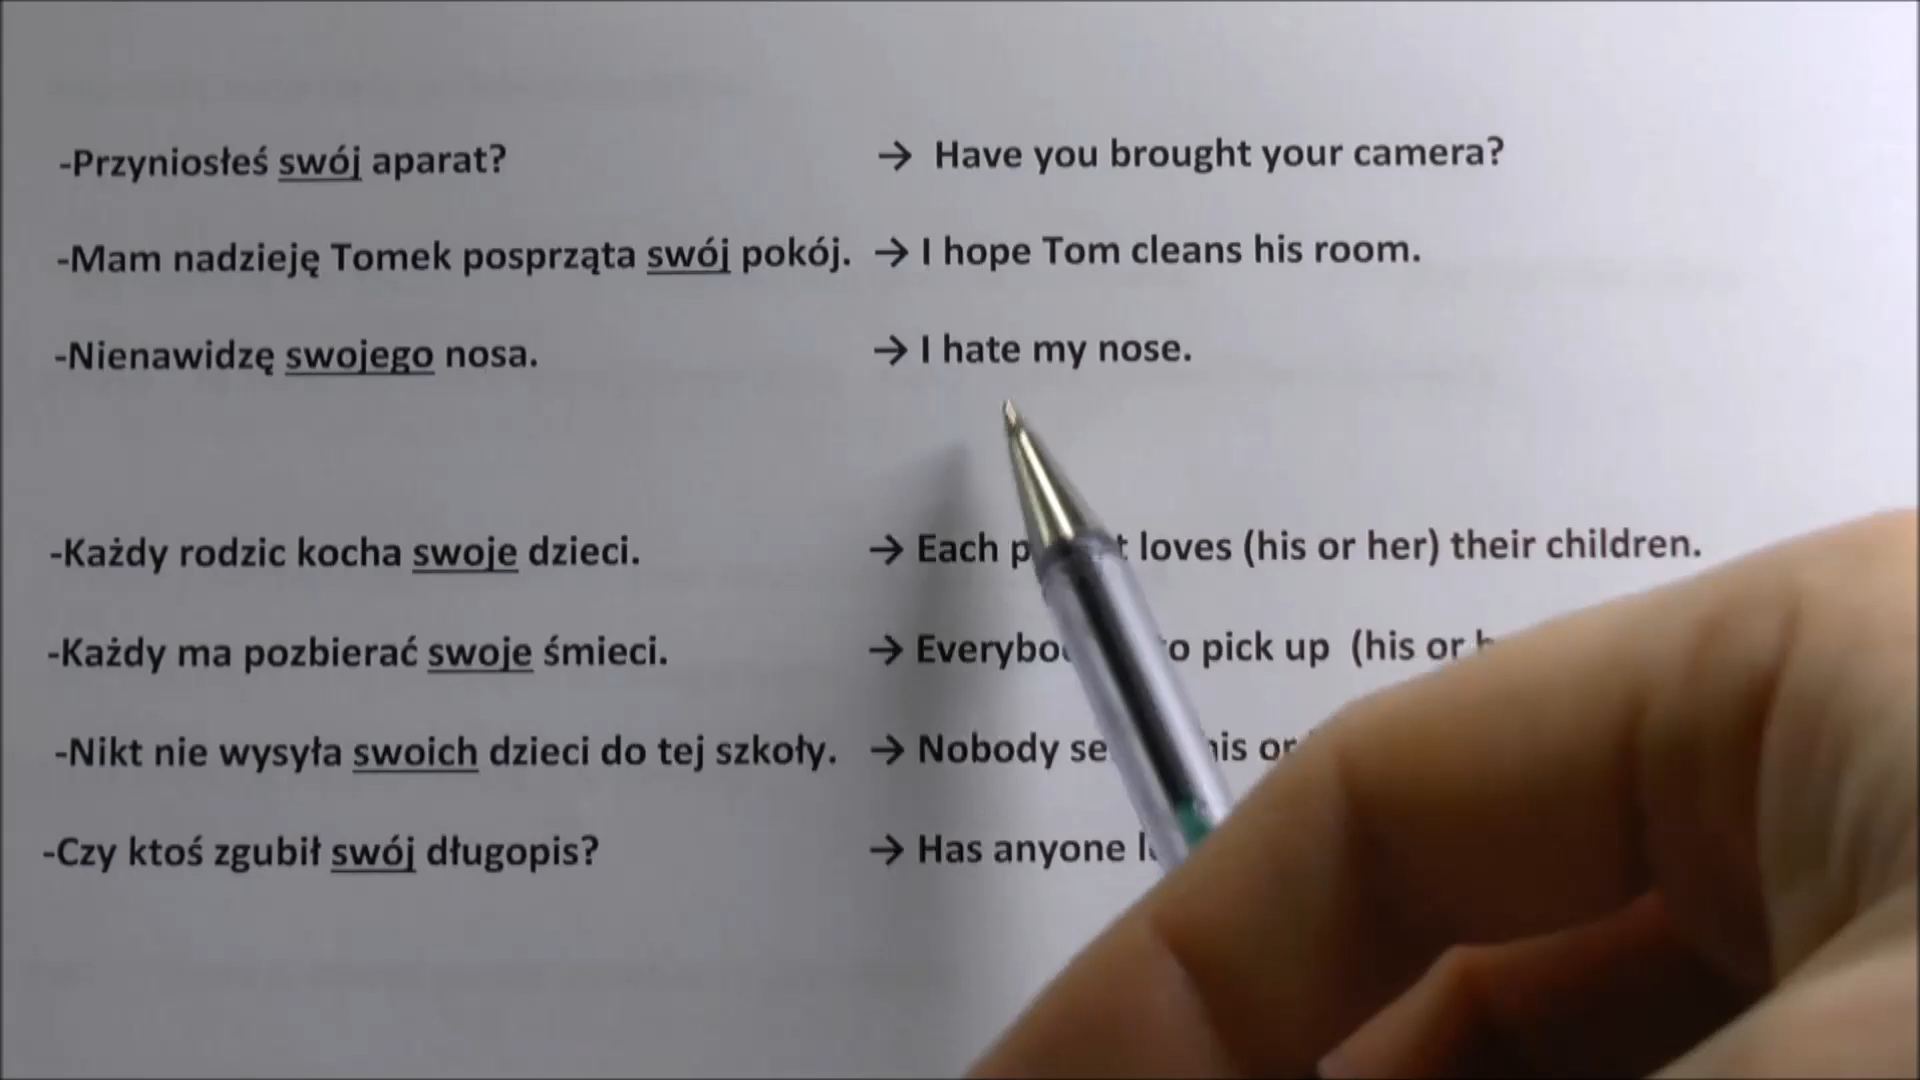 -Przyniosłeś swój aparat? → Have you brought your camera?
-Mam nadzieję Tomek posprząta swój pokój. → I hope Tom cleans his room.
-Nienawidzę swojego nosa. → I hate my nose.
-Każdy rodzic kocha swoje dzieci. → Each loves (his or her) their children.
-Każdy ma pozbierać swoje śmieci. → pick up (his or
-Nikt nie wysyła swoich dzieci do tej szkoły. → Nobody or
-Czy ktoś zgubił swój długopis? → Has anyone